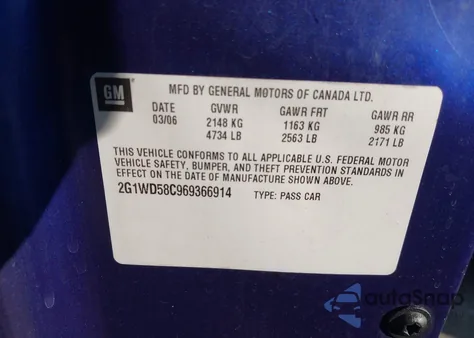 GM
MFD BY GENERAL MOTORS OF CANADA LTD.
DATE GVWR GAWR FRT GAWR RR
03/06 2148 KG 1163 KG 985 KG
4734 LB 2563 LB 2171 LB
THIS VEHICLE CONFORMS TO ALL APPLICABLE U.S. FEDERAL MOTOR
VEHICLE SAFETY, BUMPER, AND THEFT PREVENTION STANDARDS IN
EFFECT ON THE DATE OF MANUFACTURE SHOWN ABOVE.
2G1WD58C969366914 TYPE: PASS CAR
autoSnap